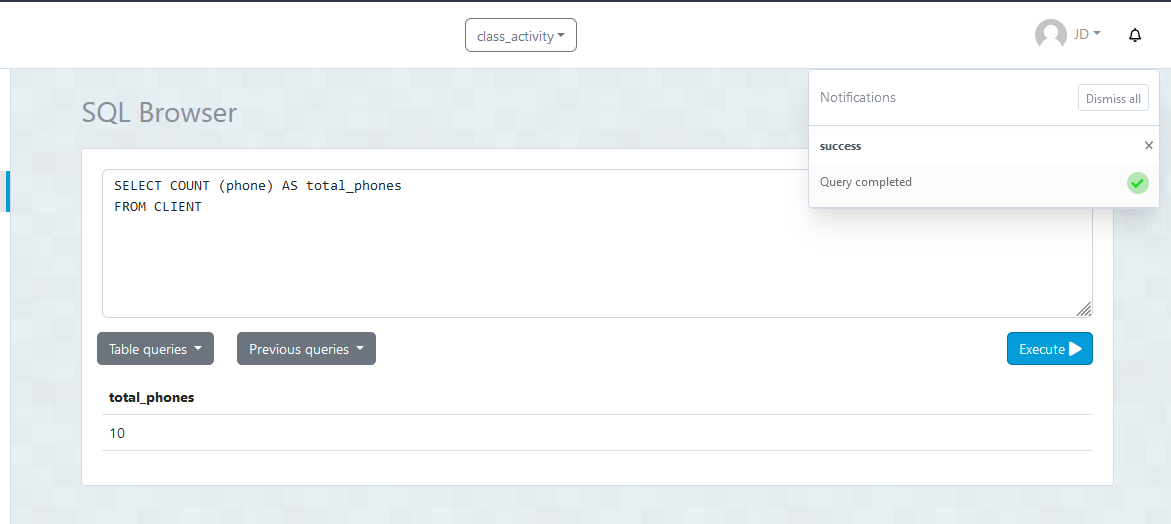 class_activity
JD
SQL Browser
Notifications
Dismiss all
success
Query completed
SELECT COUNT (phone) AS total_phones
FROM CLIENT
Table queries
Previous queries
Execute
total_phones
10